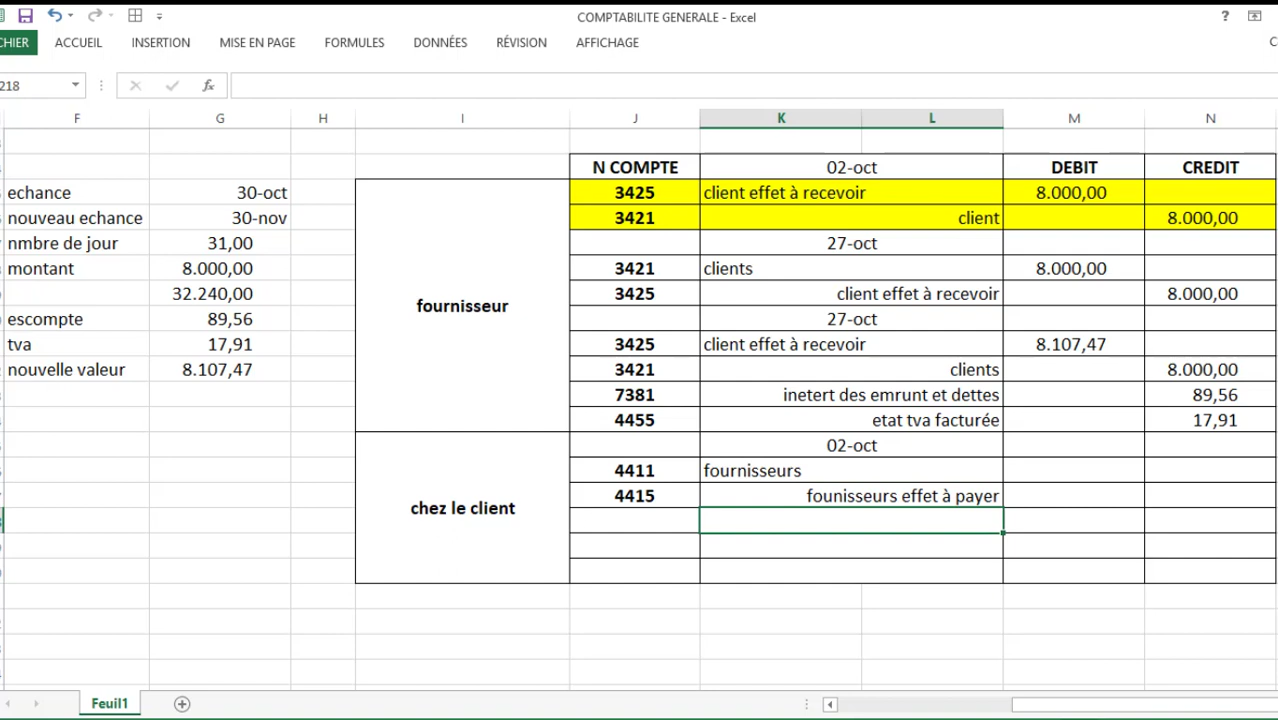 COMPTABILITE GENERALE - Excel ?
CHIER ACCUEIL INSERTION MISE EN PAGE FORMULES DONNÉES RÉVISION AFFICHAGE C
218 fx
F G H I J K L M N
N COMPTE 02-oct DEBIT CREDIT
echance 30-oct 3425 client effet à recevoir 8.000,00
nouveau echance 30-nov 3421 client 8.000,00
nmbre de jour 31,00 27-oct
montant 8.000,00 3421 clients 8.000,00
32.240,00 3425 client effet à recevoir 8.000,00
fournisseur
escompte 89,56 27-oct
tva 17,91 3425 client effet à recevoir 8.107,47
nouvelle valeur 8.107,47 3421 clients 8.000,00
7381 inetert des emrunt et dettes 89,56
4455 etat tva facturée 17,91
02-oct
4411 fournisseurs
4415 founisseurs effet à payer
chez le client
Feuil1